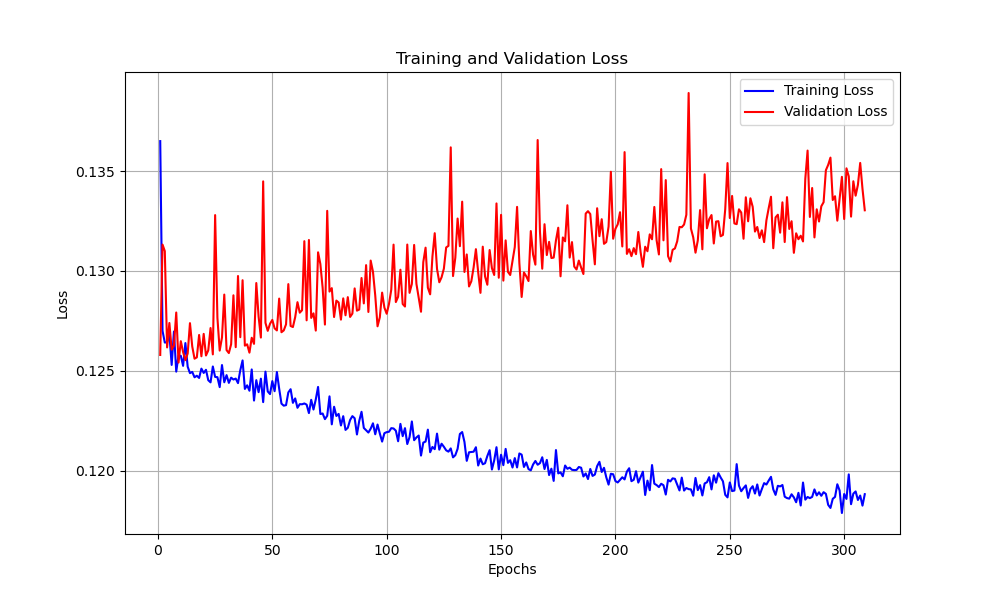 Training and Validation Loss
Training Loss
Validation Loss
0.135
0.130
0.125
0.120
Loss
0 50 100 150 200 250 300
Epochs